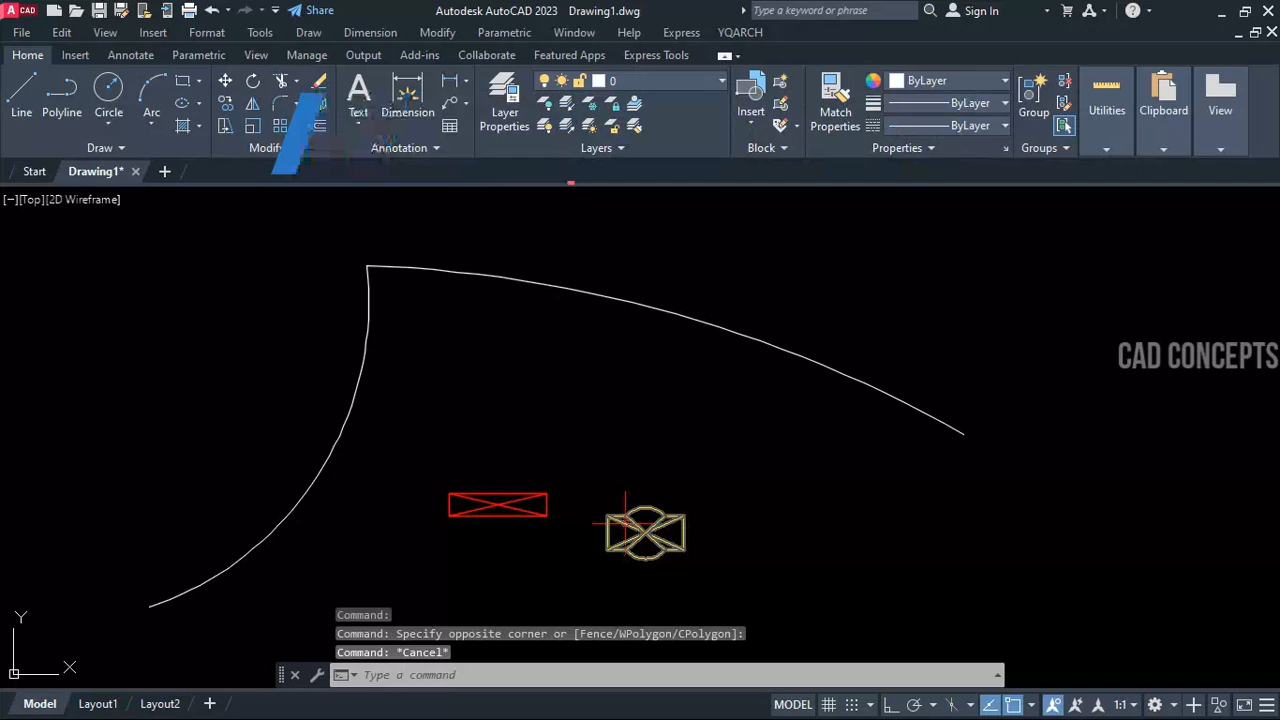 CAD
Share
Autodesk AutoCAD 2023 Drawing1.dwg
Type a keyword or phrase
Sign In
File Edit View Insert Format Tools Draw Dimension Modify Parametric Window Help Express YQARCH
Home Insert Annotate Parametric View Manage Output Add-ins Collaborate Featured Apps Express Tools
0
ByLayer
ByLayer
ByLayer
Line Polyline Circle Arc
Text Dimension
Layer Properties
Insert
Match Properties
Group
Utilities Clipboard View
Draw Annotation Layers Block Properties Groups
Start Drawing1*
[−][Top][2D Wireframe]
CAD CONCEPTS
Command:
Command: Specify opposite corner or [Fence/WPolygon/CPolygon]:
Command: *Cancel*
Y
X
Type a command
Model Layout1 Layout2
MODEL
1:1